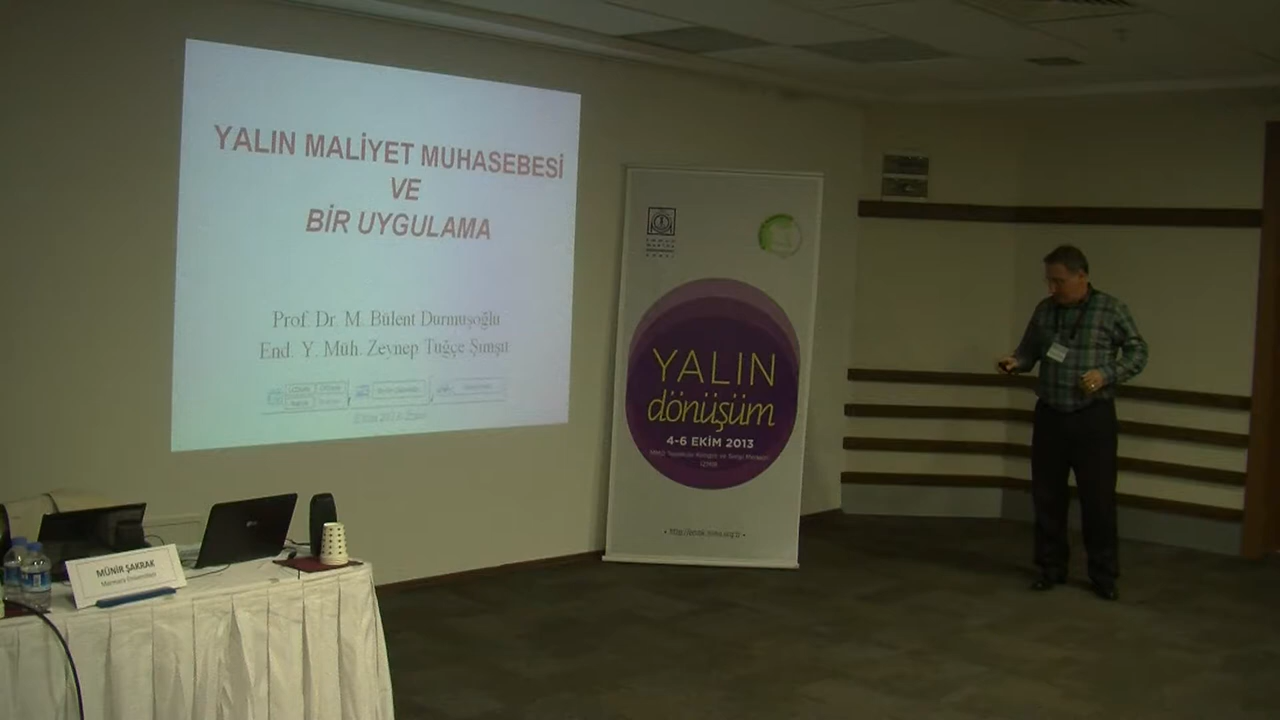 YALIN MALİYET MUHASEBESİ
VE
BİR UYGULAMA
Prof. Dr. M. Bülent Durmuşoğlu
End. Y. Müh. Zeynep Tuğçe Şimşit
YALIN
dönüşüm
4-6 EKİM 2013
İZMİR
MÜNİR ŞAKRAK
Marmara Üniversitesi